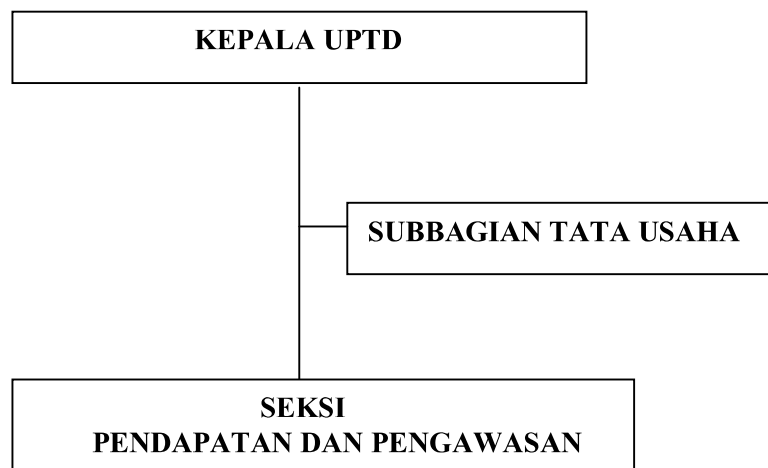 KEPALA UPTD
SUBBAGIAN TATA USAHA
SEKSI
PENDAPATAN DAN PENGAWASAN